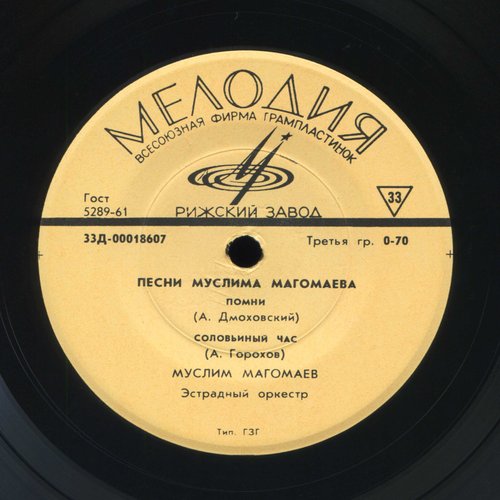 МЕЛОДИЯ
ВСЕСОЮЗНАЯ ФИРМА ГРАМПЛАСТИНОК
Гост
5289-61
33
РИЖСКИЙ ЗАВОД
33Д-00018607
Третья гр. 0-70
ПЕСНИ МУСЛИМА МАГОМАЕВА
ПОМНИ
(А. Дмоховский)
СОЛОВЬИНЫЙ ЧАС
(А. Горохов)
МУСЛИМ МАГОМАЕВ
Эстрадный оркестр
Тип. ГЗГ